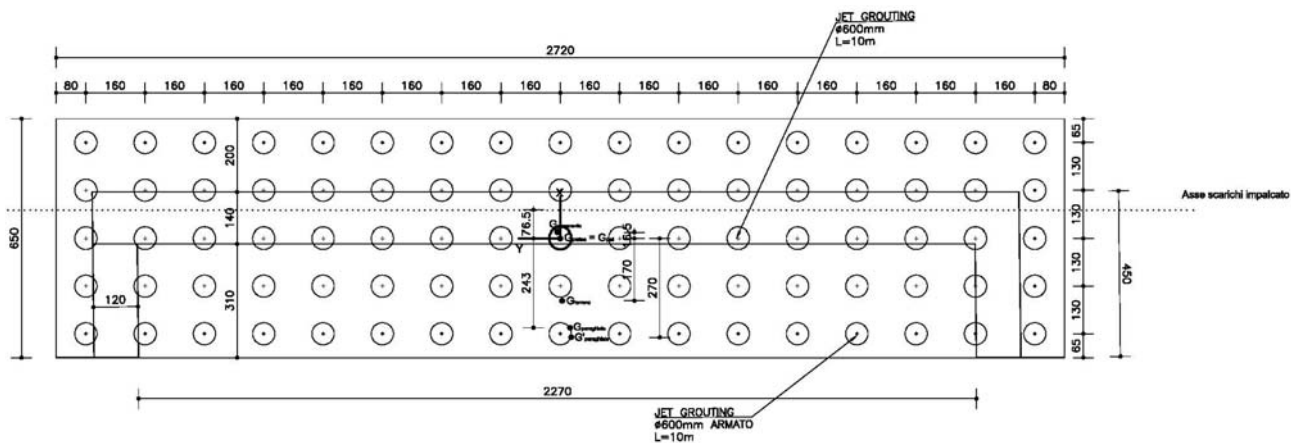 JET GROUTING
ø600mm
L=10m
2720
80 160 160 160 160 160 160 160 160 160 160 160 160 160 160 160 160 80
65
200
130
Asse scarichi impalcato
X
140
76.5
16.5
130
650
Y
G = G
450
243
170
270
130
120
310
G
G
G'
130
65
2270
JET GROUTING
ø600mm ARMATO
L=10m